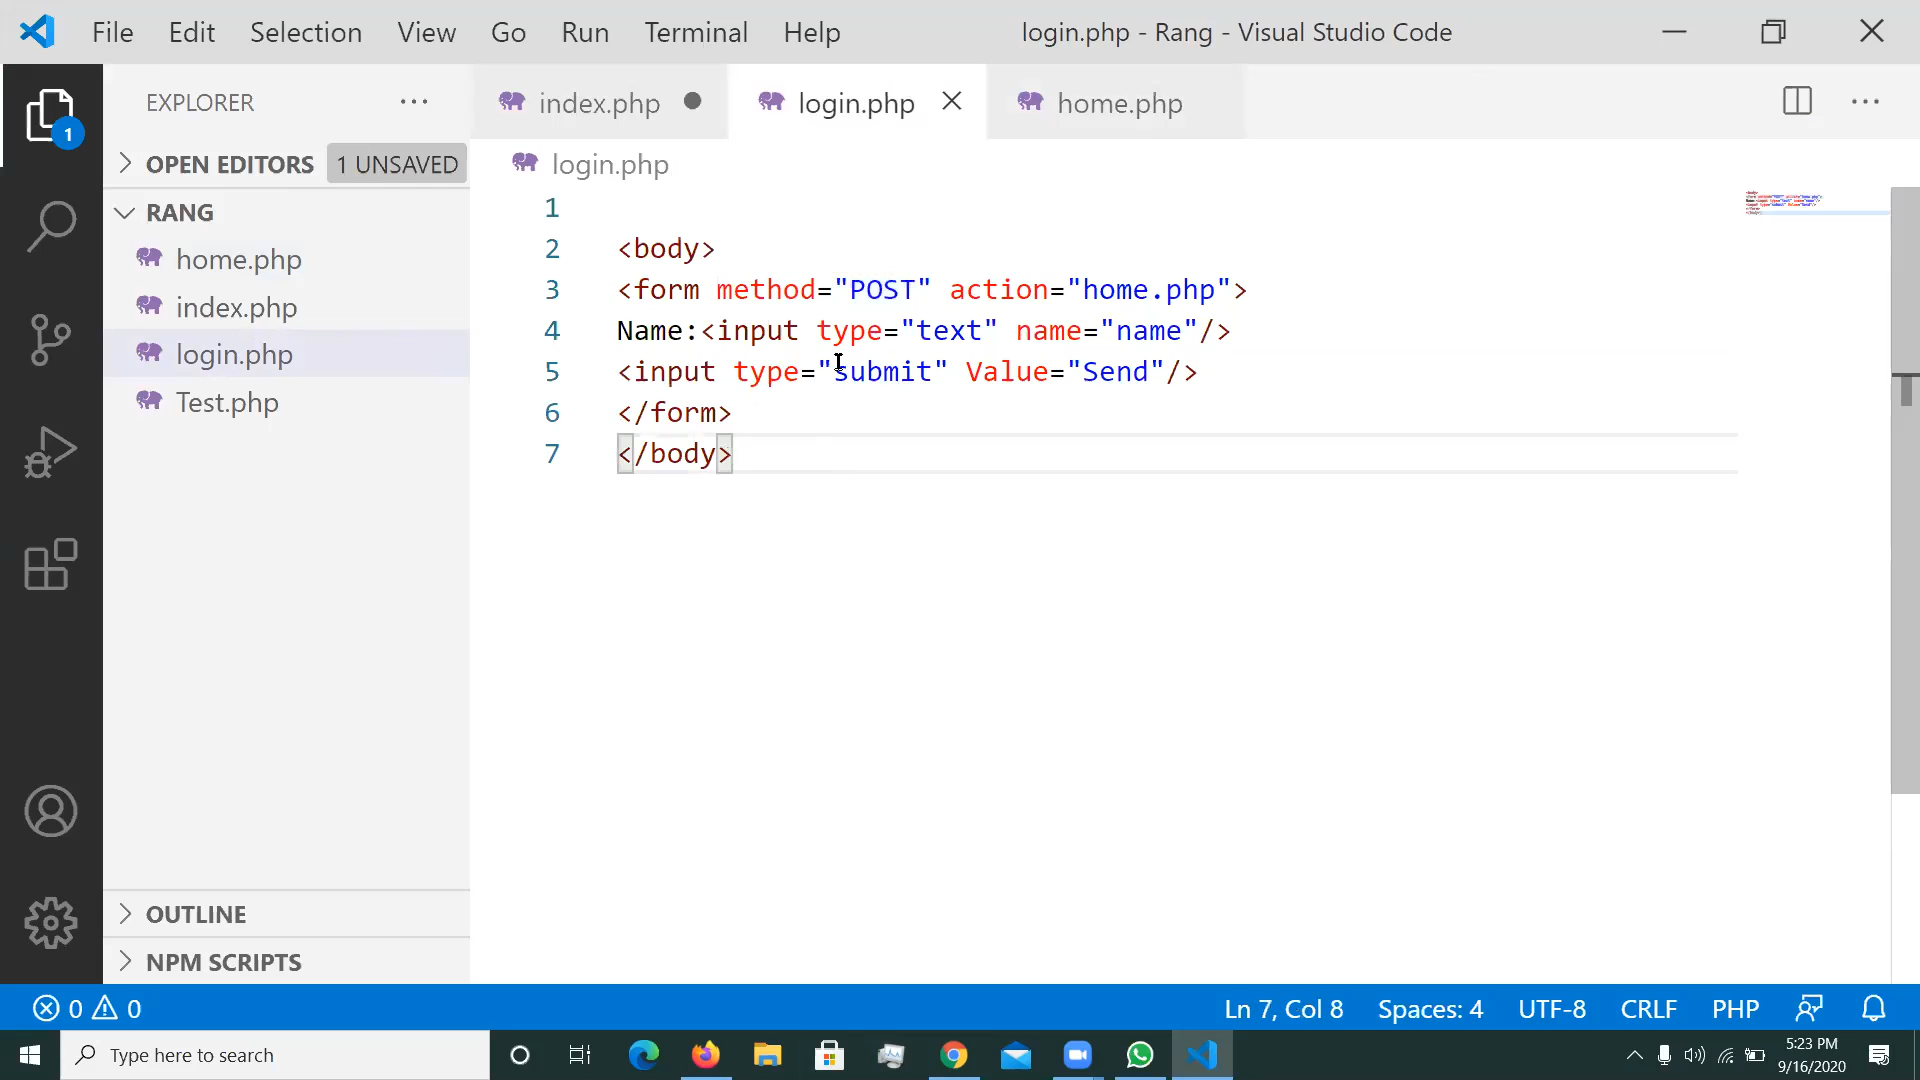 File Edit Selection View Go Run Terminal Help login.php - Rang - Visual Studio Code
EXPLORER ··· index.php login.php home.php ···
OPEN EDITORS 1 UNSAVED
login.php
1
RANG
home.php
index.php
login.php
Test.php
1
2 <body>
3 <form method="POST" action="home.php">
4 Name:<input type="text" name="name"/>
5 <input type="submit" Value="Send"/>
6 </form>
7 </body>
OUTLINE
NPM SCRIPTS
0 0 Ln 7, Col 8 Spaces: 4 UTF-8 CRLF PHP
Type here to search
5:23 PM
9/16/2020